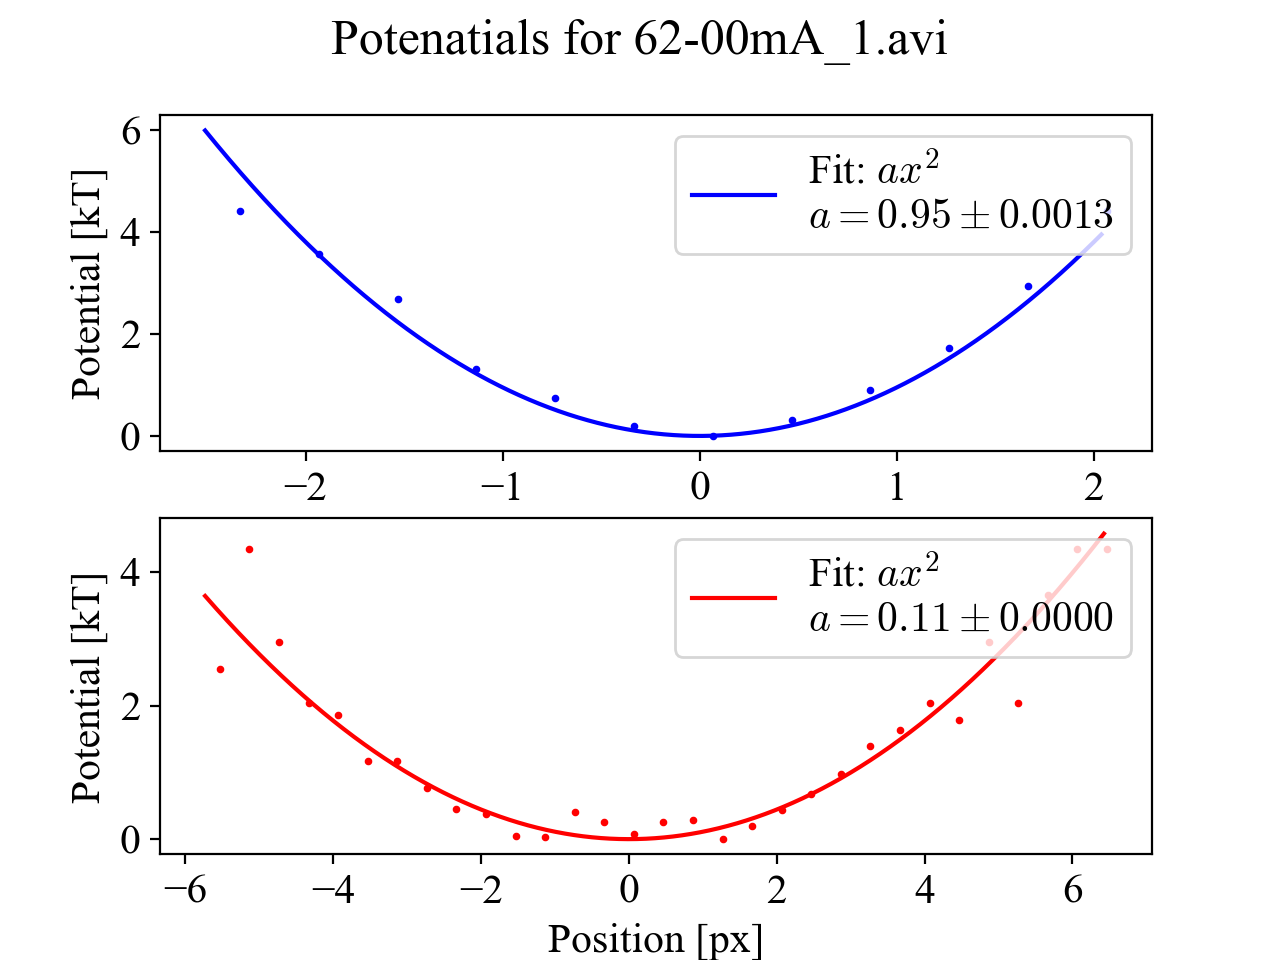 Potenatials for 62-00mA_1.avi
6
4
2
0
Potential [kT]
Fit: ax²
a = 0.95 ± 0.0013
−2 −1 0 1 2
4
2
0
Potential [kT]
Fit: ax²
a = 0.11 ± 0.0000
−6 −4 −2 0 2 4 6
Position [px]